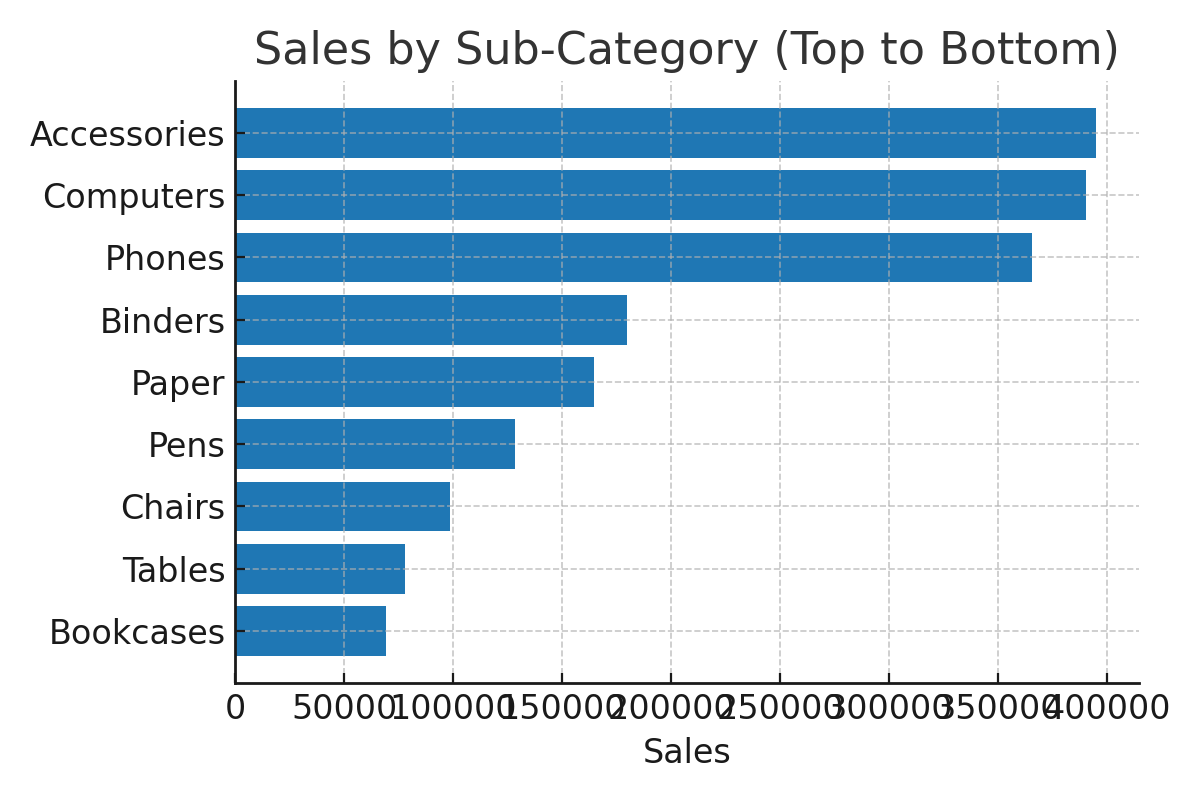 Sales by Sub-Category (Top to Bottom)
Accessories
Computers
Phones
Binders
Paper
Pens
Chairs
Tables
Bookcases
0 50000 100000 150000 200000 250000 300000 350000 400000
Sales